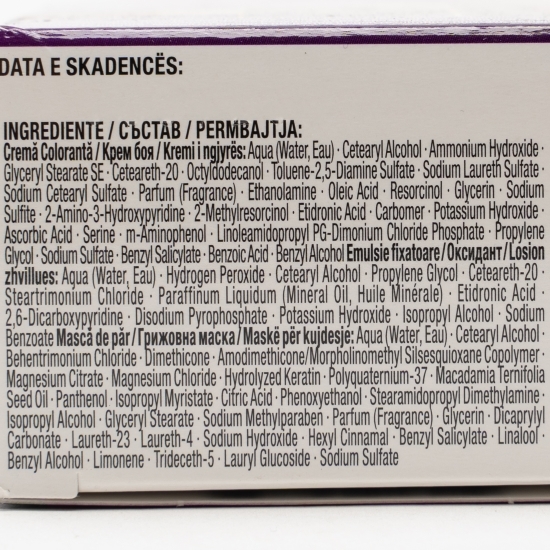 DATA E SKADENCËS:
INGREDIENTE / СЪСТАВ / PERMBAJTJA:
Cremă Colorantă / Крем боя / Kremi i ngjyrës: Aqua (Water, Eau) · Cetearyl Alcohol · Ammonium Hydroxide ·
Glyceryl Stearate SE · Ceteareth-20 · Octyldodecanol · Toluene-2,5-Diamine Sulfate · Sodium Laureth Sulfate ·
Sodium Cetearyl Sulfate · Parfum (Fragrance) · Ethanolamine · Oleic Acid · Resorcinol · Glycerin · Sodium
Sulfite · 2-Amino-3-Hydroxypyridine · 2-Methylresorcinol · Etidronic Acid · Carbomer · Potassium Hydroxide ·
Ascorbic Acid · Serine · m-Aminophenol · Linoleamidopropyl PG-Dimonium Chloride Phosphate · Propylene
Glycol · Sodium Sulfate · Benzyl Salicylate · Benzoic Acid · Benzyl Alcohol Emulsie fixatoare / Оксидант / Losion
zhvillues: Aqua (Water, Eau) · Hydrogen Peroxide · Cetearyl Alcohol · Propylene Glycol · Ceteareth-20 ·
Steartrimonium Chloride · Paraffinum Liquidum (Mineral Oil, Huile Minérale) · Etidronic Acid ·
2,6-Dicarboxypyridine · Disodium Pyrophosphate · Potassium Hydroxide · Isopropyl Alcohol · Sodium
Benzoate Mască de păr / Грижовна маска / Maskë për kujdesje: Aqua (Water, Eau) · Cetearyl Alcohol ·
Behentrimonium Chloride · Dimethicone · Amodimethicone/Morpholinomethyl Silsesquioxane Copolymer ·
Magnesium Citrate · Magnesium Chloride · Hydrolyzed Keratin · Polyquaternium-37 · Macadamia Ternifolia
Seed Oil · Panthenol · Isopropyl Myristate · Citric Acid · Phenoxyethanol · Stearamidopropyl Dimethylamine ·
Isopropyl Alcohol · Glyceryl Stearate · Sodium Methylparaben · Parfum (Fragrance) · Glycerin · Dicaprylyl
Carbonate · Laureth-23 · Laureth-4 · Sodium Hydroxide · Hexyl Cinnamal · Benzyl Salicylate · Linalool ·
Benzyl Alcohol · Limonene · Trideceth-5 · Lauryl Glucoside · Sodium Sulfate